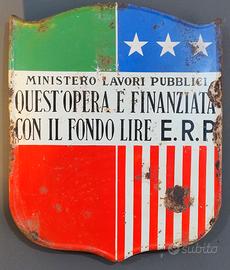 MINISTERO LAVORI PUBBLICI
QUEST'OPERA È FINANZIATA
CON IL FONDO LIRE E.R.P.
subito